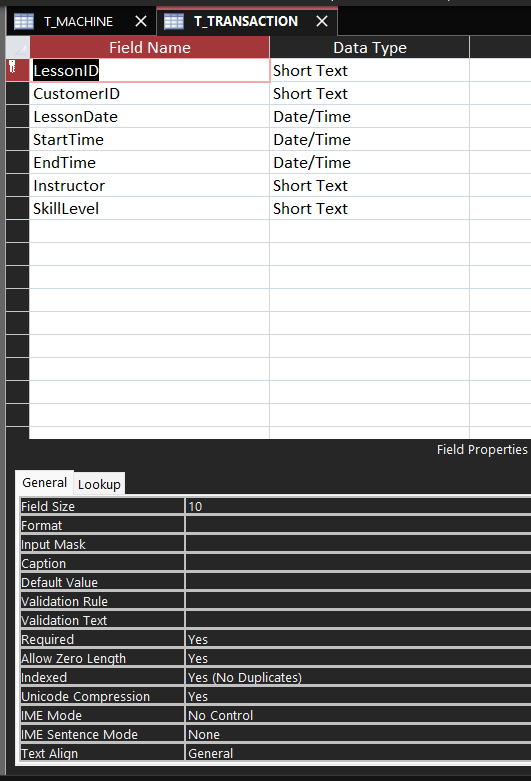 T_MACHINE T_TRANSACTION
Field Name Data Type
LessonID Short Text
CustomerID Short Text
LessonDate Date/Time
StartTime Date/Time
EndTime Date/Time
Instructor Short Text
SkillLevel Short Text
Field Properties
General Lookup
Field Size 10
Format
Input Mask
Caption
Default Value
Validation Rule
Validation Text
Required Yes
Allow Zero Length Yes
Indexed Yes (No Duplicates)
Unicode Compression Yes
IME Mode No Control
IME Sentence Mode None
Text Align General